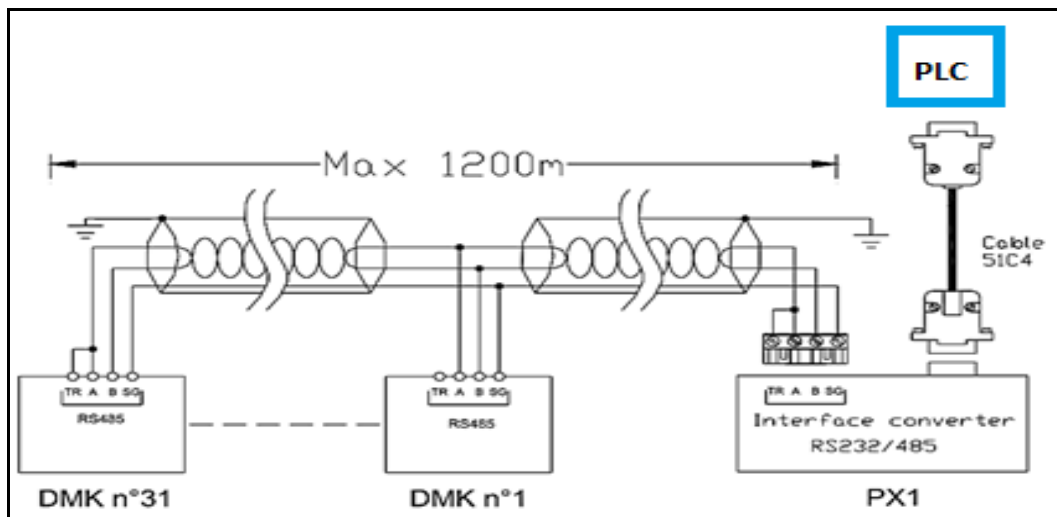 PLC
Max 1200m
Cable
51C4
TR A B SG
RS485
TR A B SG
RS485
TR A B SG
Interface converter
RS232/485
DMK n°31
DMK n°1
PX1